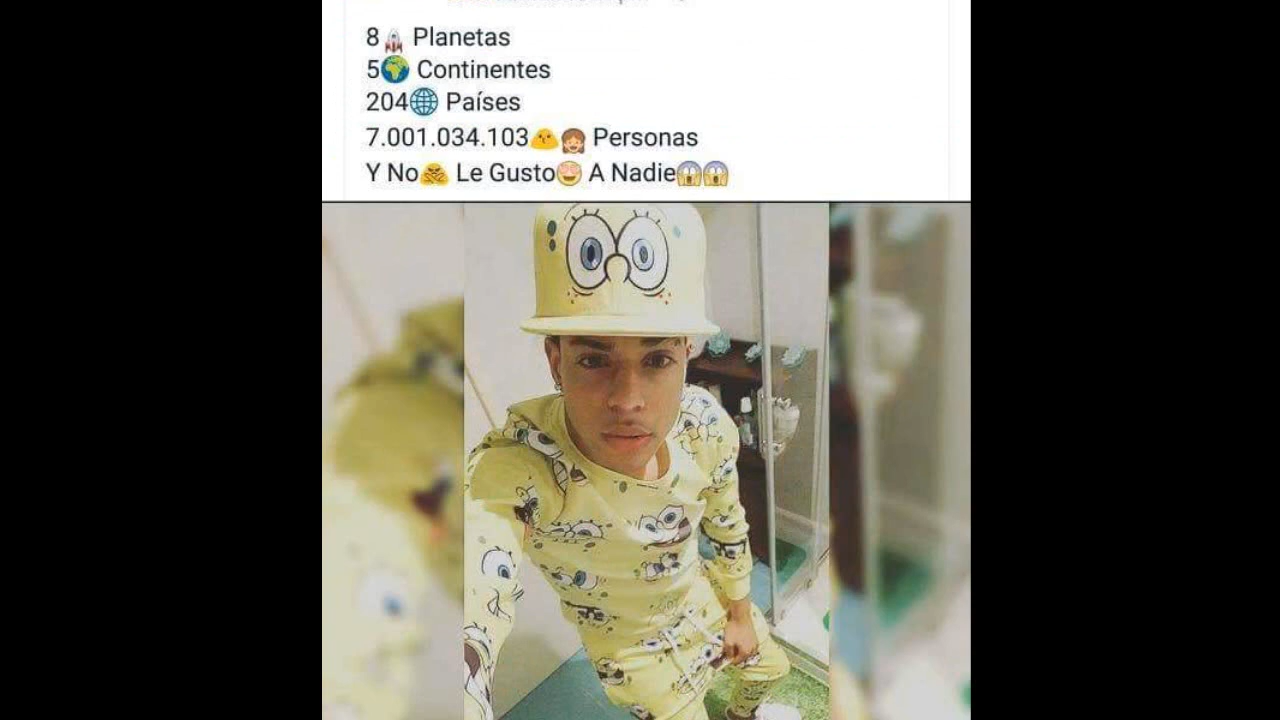 8🚀 Planetas
5🌍 Continentes
204🌐 Países
7.001.034.103😗👧 Personas
Y No🙅 Le Gusto😍 A Nadie😱😱